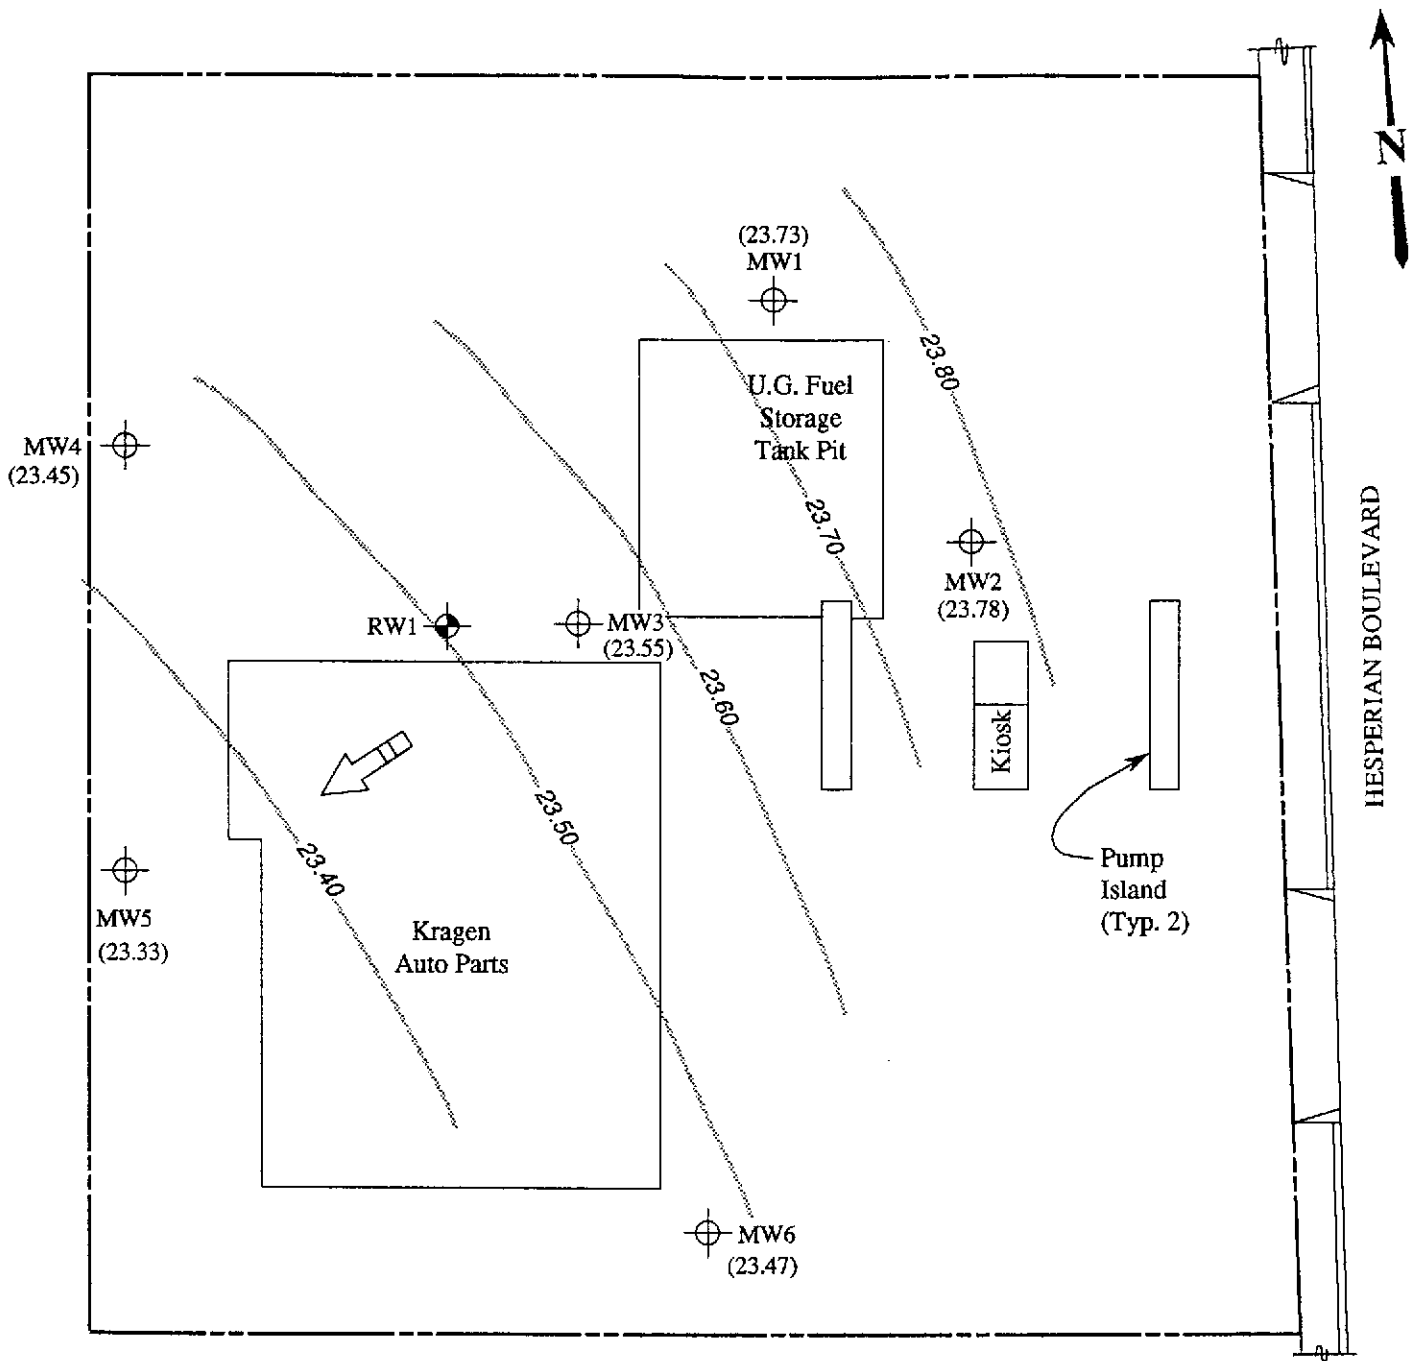 N
(23.73)
MW1
23.80
U.G. Fuel
Storage
Tank Pit
MW4
(23.45)
23.70
MW2
(23.78)
HESPERIAN BOULEVARD
RW1
MW3
(23.55)
23.60
Kiosk
23.50
23.40
Pump
Island
(Typ. 2)
MW5
(23.33)
Kragen
Auto Parts
MW6
(23.47)